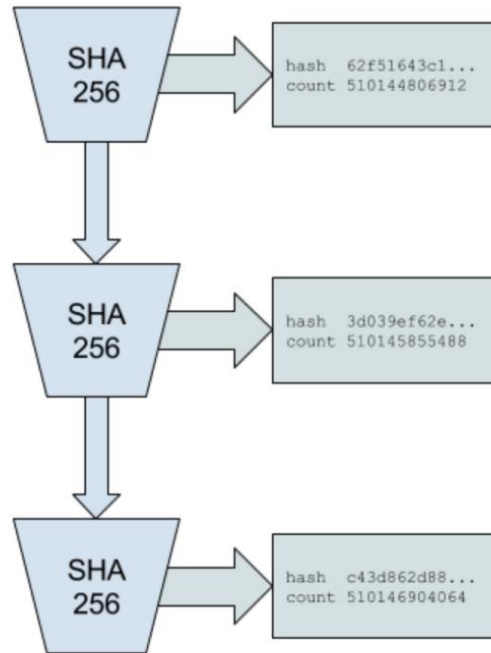 SHA
256
hash 62f51643c1...
count 510144806912
SHA
256
hash 3d039ef62e...
count 510145855488
SHA
256
hash c43d862d88...
count 510146904064